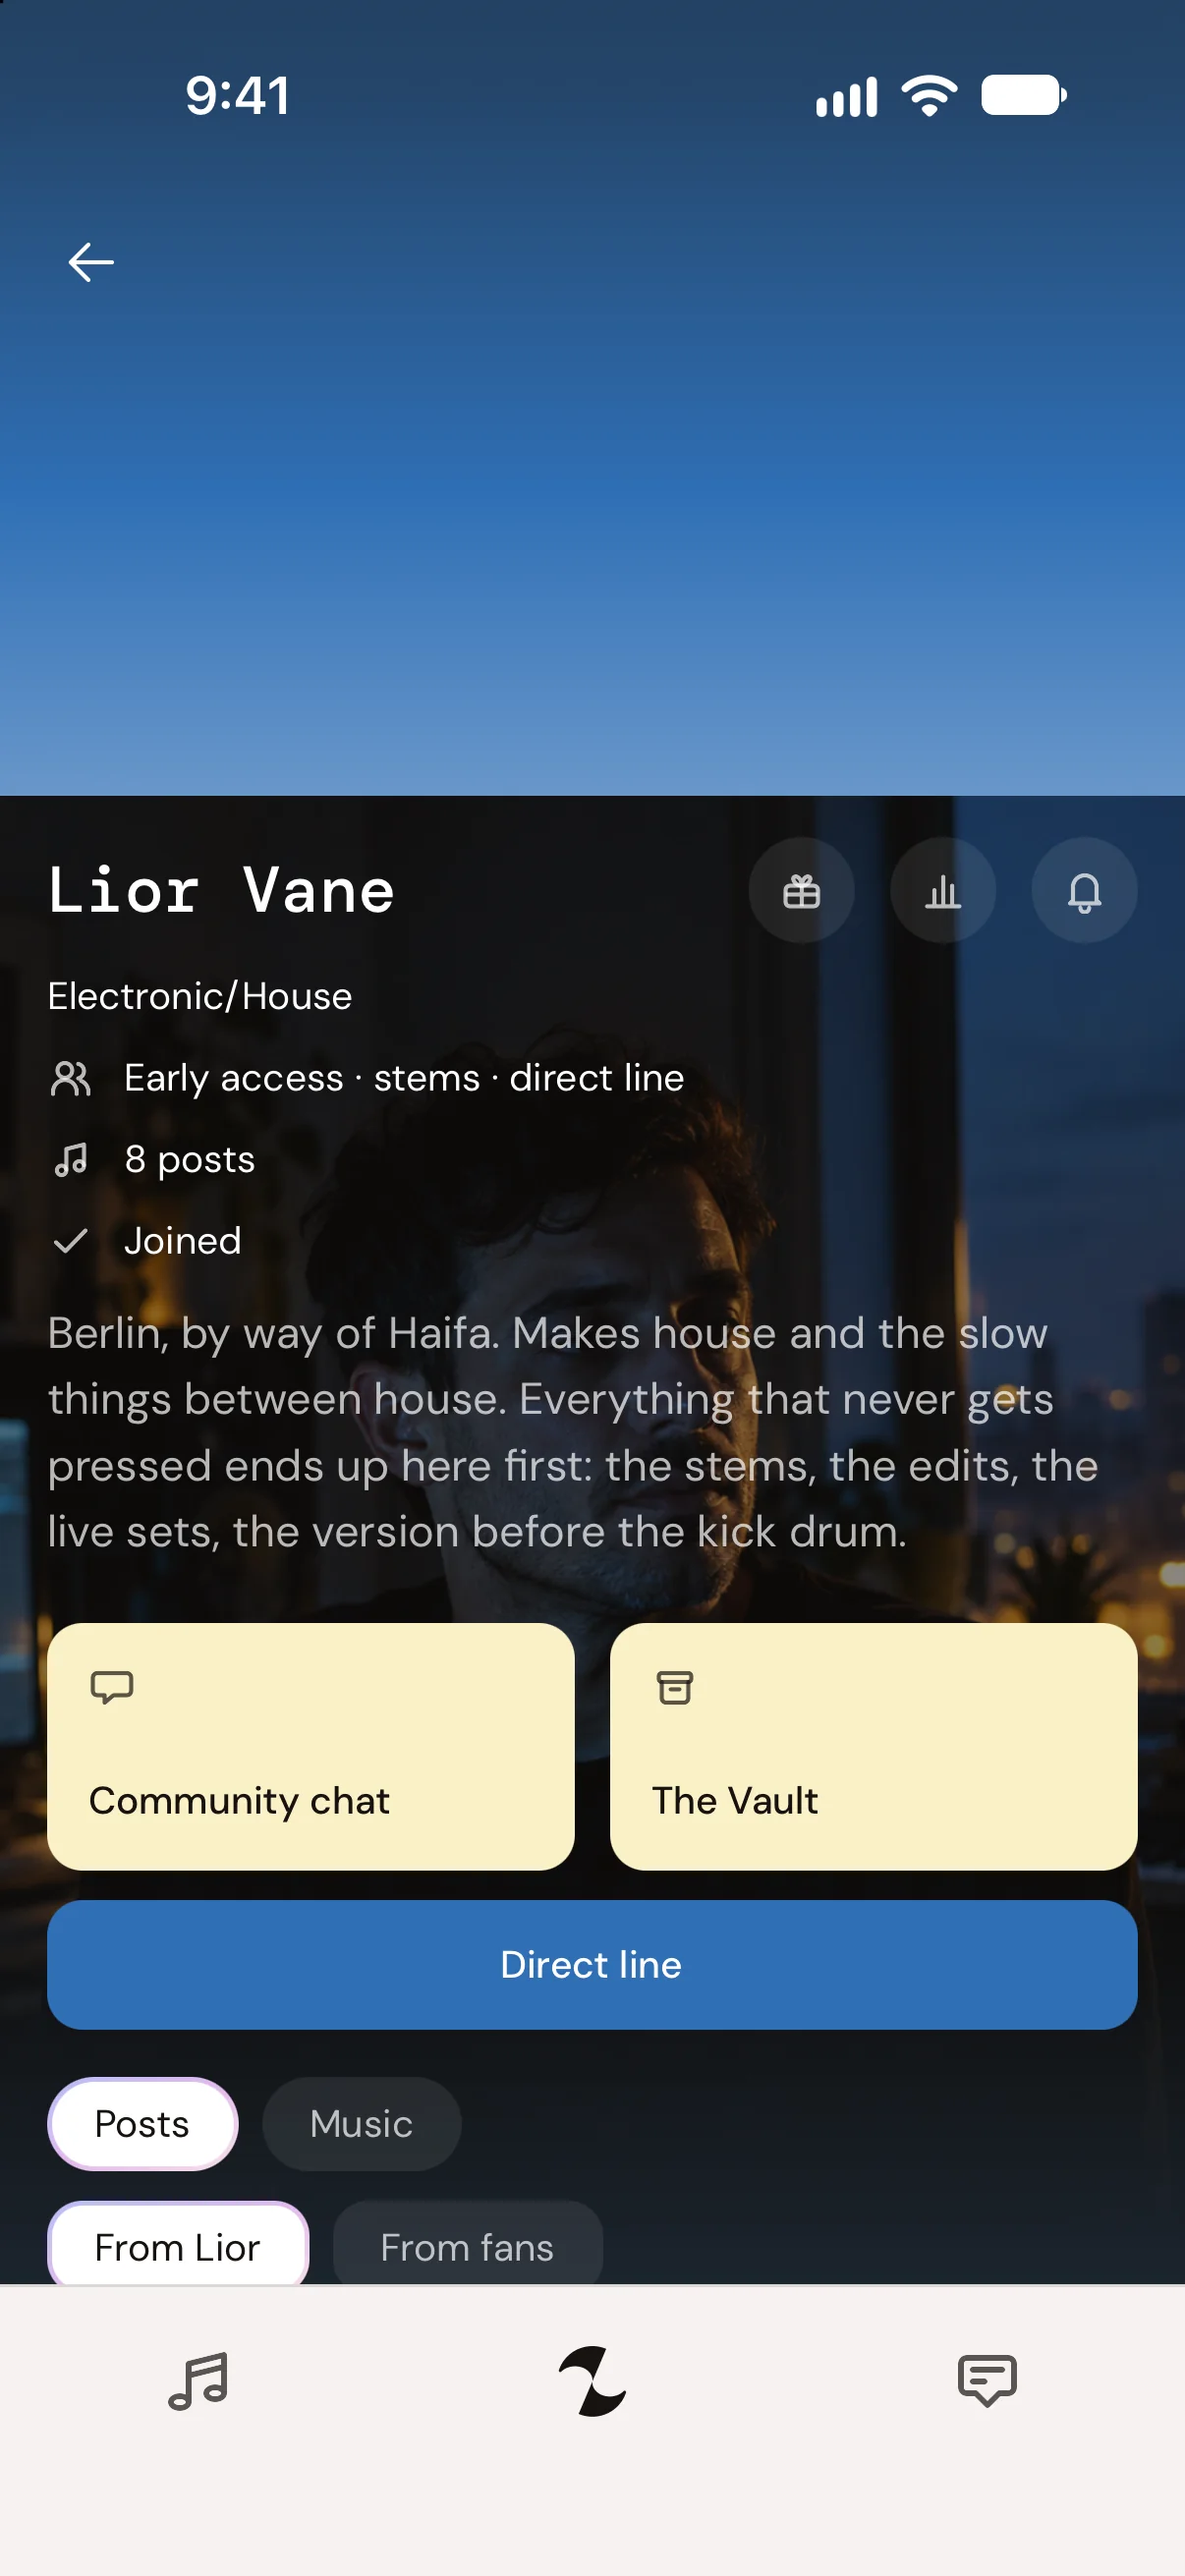 9:41
Lior Vane
Electronic/House
Early access · stems · direct line
8 posts
Joined
Berlin, by way of Haifa. Makes house and the slow
things between house. Everything that never gets
pressed ends up here first: the stems, the edits, the
live sets, the version before the kick drum.
Community chat
The Vault
Direct line
Posts
Music
From Lior
From fans